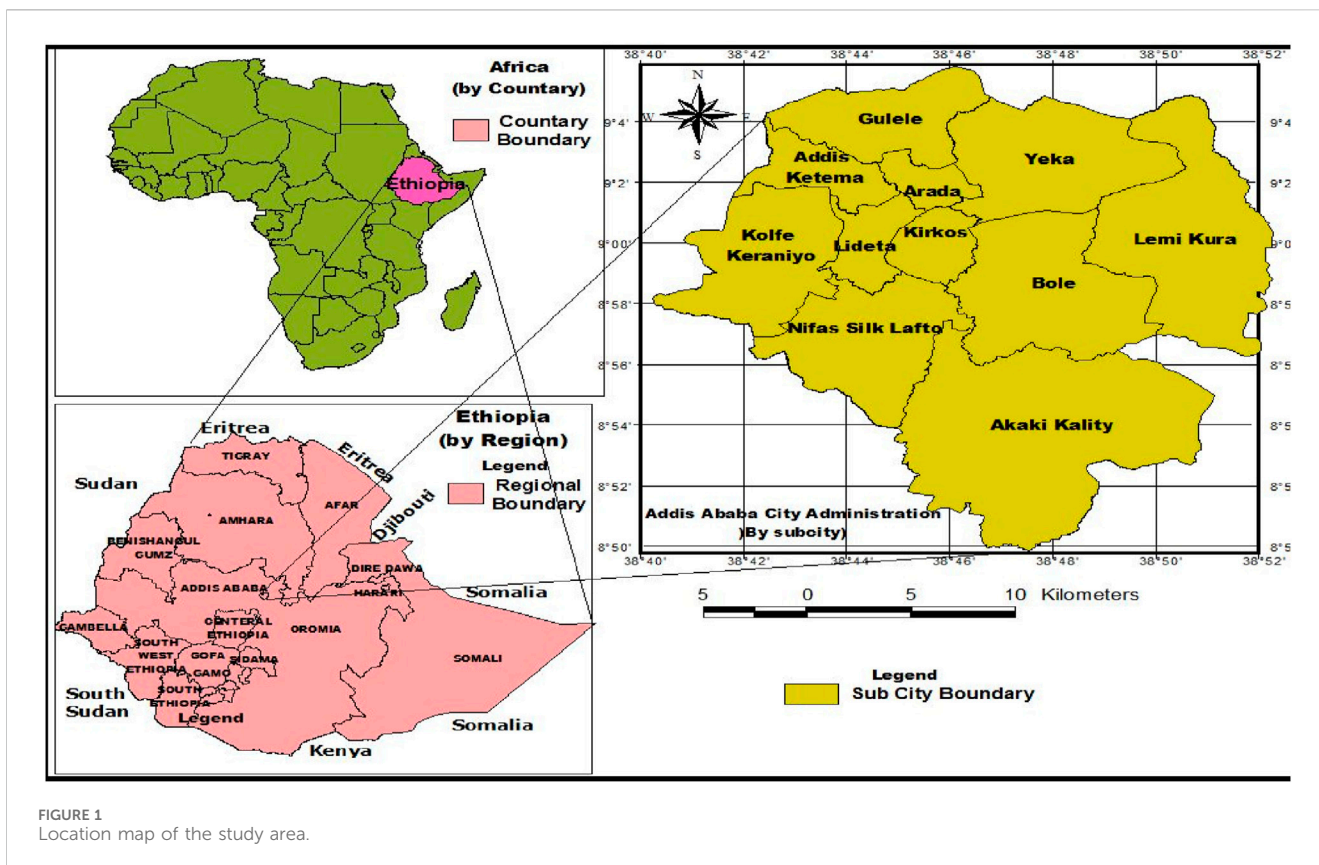 Africa
(by Country)
Countary
Boundary
Ethiopia
Ethiopia
(by Region)
Legend
Regional
Boundary
Eritrea
Eritrea
Sudan
Djibouti
Somalia
Somalia
South
Sudan
Kenya
TIGRAY
AFAR
AMHARA
BENISHANGUL
GUMZ
DIRE DAWA
HARARI
ADDIS ABABA
GAMBELLA
CENTERAL
ETHIOPIA
OROMIA
SOUTH
WEST
ETHIOPIA
GOFA
SIDAMA
GAMO
SOUTH
ETHIOPIA
SOMALI
Legend
38°40' 38°42' 38°44' 38°46' 38°48' 38°50' 38°52'
N
W E
S
9°4' 9°4
9°2' 9°2
9°00' 9°0
8°58' 8°5
8°56' 8°5
8°54' 8°5
8°52' 8°5
8°50' 8°5
38°40' 38°42' 38°44' 38°46' 38°48' 38°50' 38°52'
Gulele
Addis
Ketema
Arada
Yeka
Kolfe
Keraniyo
Lideta
Kirkos
Lemi Kura
Bole
Nifas Silk Lafto
Akaki Kality
Addis Ababa City Administration
)By suboity)
5 0 5 10 Kilometers
Legend
Sub City Boundary
FIGURE 1
Location map of the study area.